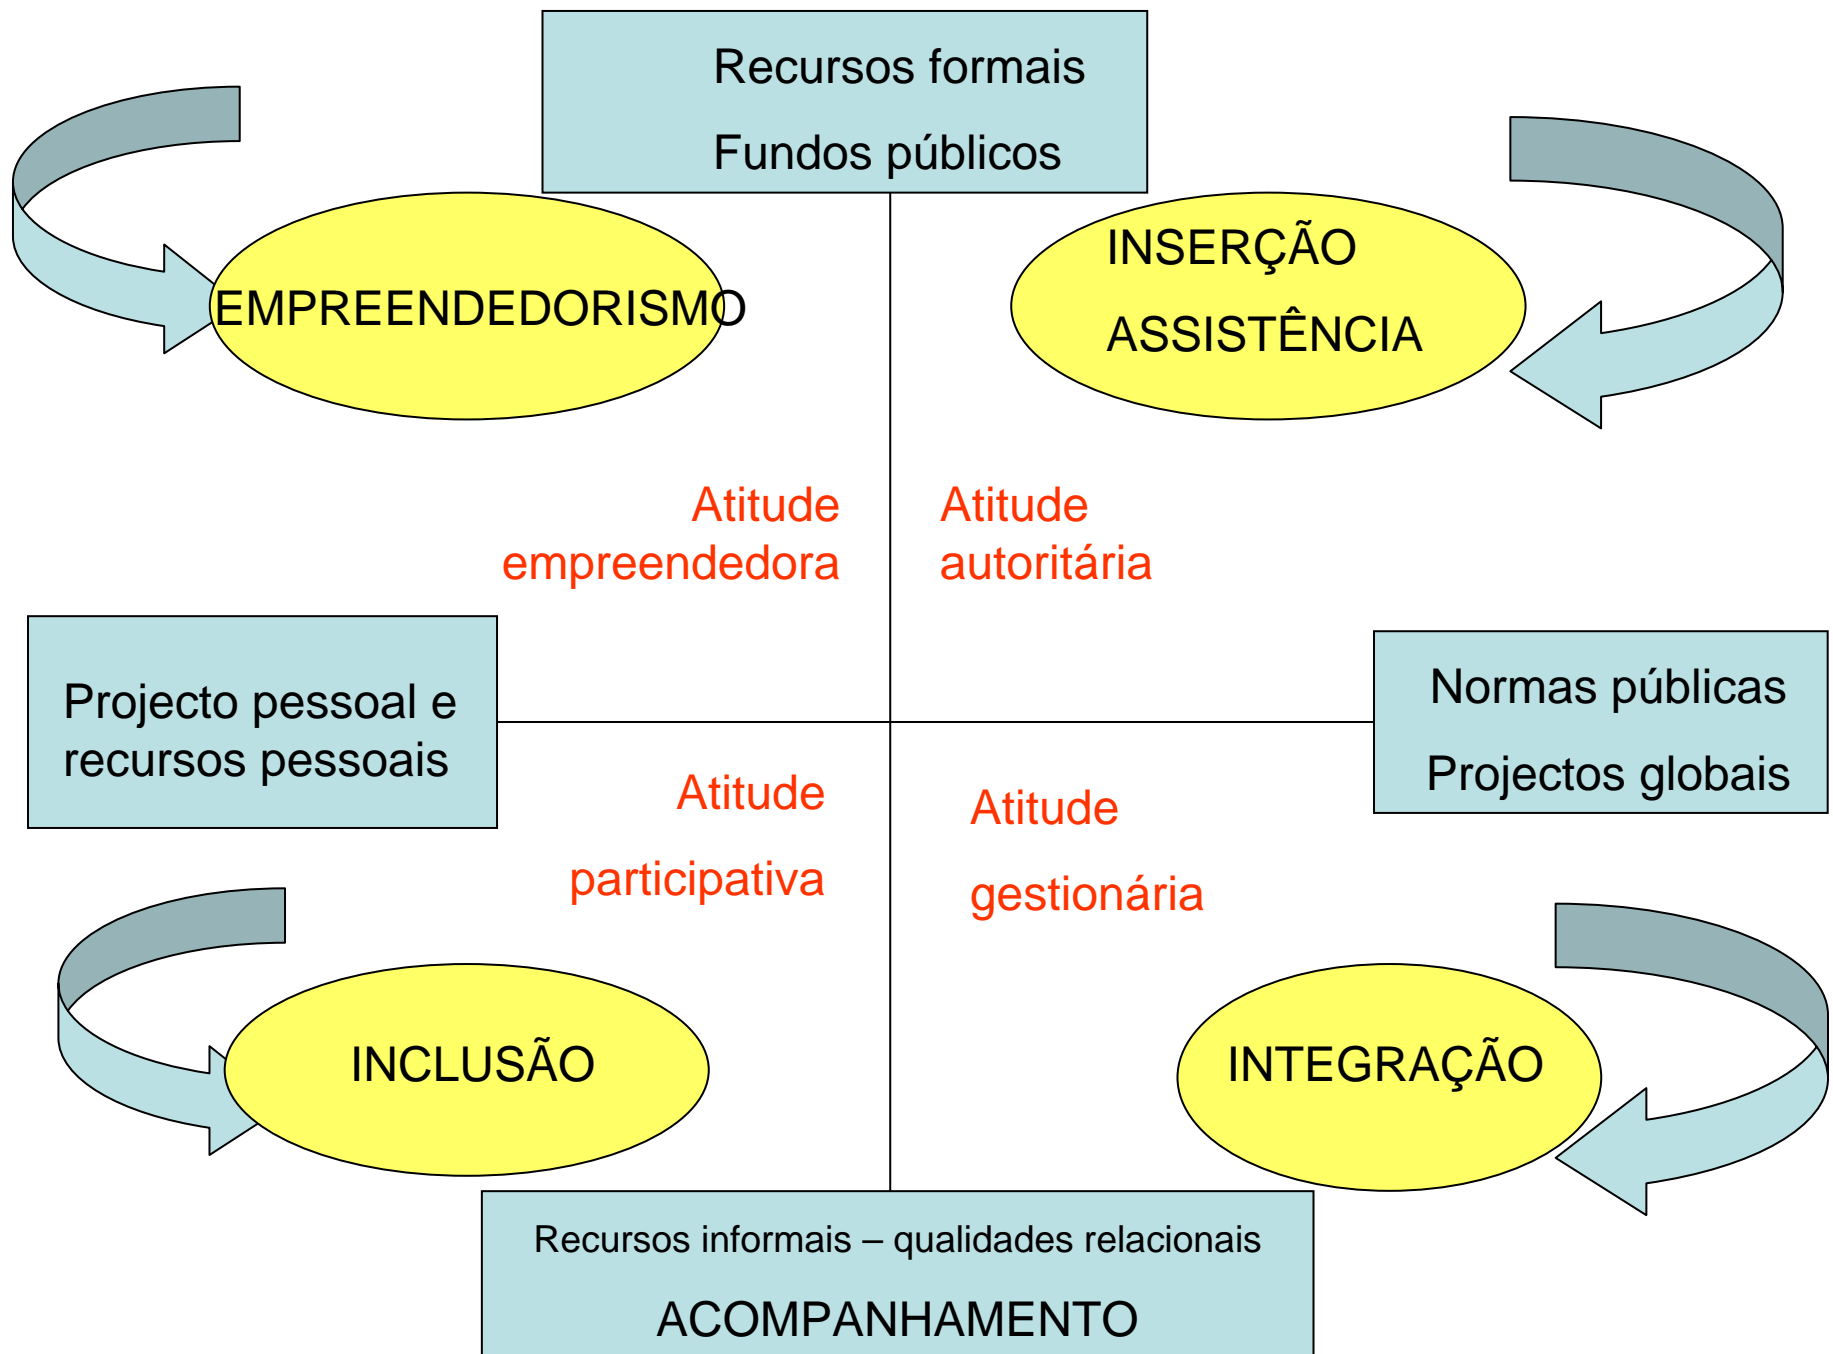 Recursos formais
Fundos públicos
EMPREENDEDORISMO
INSERÇÃO
ASSISTÊNCIA
Atitude
empreendedora
Atitude
autoritária
Projecto pessoal e
recursos pessoais
Normas públicas
Projectos globais
Atitude
participativa
Atitude
gestionária
INCLUSÃO
INTEGRAÇÃO
Recursos informais – qualidades relacionais
ACOMPANHAMENTO